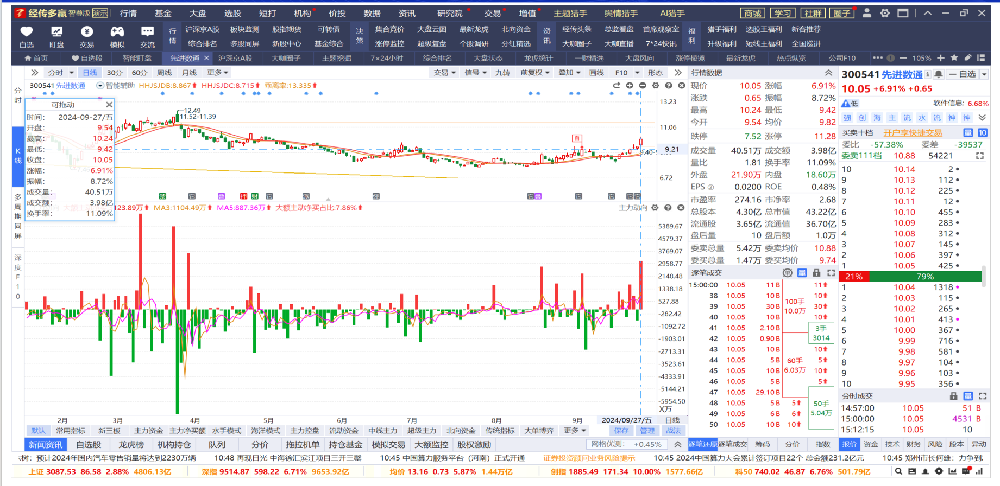 经传多赢 智尊版 演示 行情 基金 大盘 选股 短打 机构 价投 数据 资讯 研究院 交易 增值 主题猎手 舆情猎手 AI猎手 商城 学习 社群 圈子
自选 盯盘 交易 模拟 交流
行情 沪深京A股 板块监测 股指期货 可转债 决策 集合竞价 大盘云图 最新龙虎 北向资金 资讯 经传头条 总监看盘 首席观察室 福利 猎手福利 选股王福利 新客推荐
综合排名 多股同屏 新股中心 基金综合 涨停监控 超级复盘 个股调研 分红精选 大咖圈子 大咖直播 7*24快讯 升级福利 短线王福利 全国巡讲
首页 自选股 智能盯盘 先进数通 沪深京A股 大咖圈子 主题挖掘 7×24小时 综合排名 大盘状态 龙虎统计 一财精选 大盘风向 涨停棱镜 最新龙虎 热点纵览 公司F10 105%
分时 日线 30分 60分 周线 月线 更多 交易 信号 九转 前复权 叠加 画线 F10 形态
300541 先进数通 智能辅助 HHJSJDB:8.867 HHJSJDC:8.715 乖离率:13.335
分时
K线
多周期同屏
深度F10
可拖动
时间: 2024-09-27/五
开盘: 9.54
最高: 10.24
最低: 9.42
收盘: 10.05
涨幅: 6.91%
振幅: 8.72%
成交量: 40.51万
成交额: 3.98亿
换手率: 11.09%
12.49
11.52-11.39
自
9.40
13.23
11.06
9.21
6.72
禁 押 财 派
123.89万 MA3:1104.49万 MA5:887.36万 大额主动净买占比:7.86% 主力动向
5389.67
4579.37
3769.07
2958.77
2148.48
1338.18
527.88
-282.42
-1092.72
-1903.01
-2713.31
-3523.61
-4333.91
-5144.21
-5954.50
X万
2月 3月 4月 5月 6月 7月 8月 9月 2024/09/27/五 日线
默认 常用指标 新三板 主力资金 主力净买额 水手模式 海洋模式 主力控盘 流动资金 中线主力 超级主力 北向资金 传统指标 大单博弈 更多 保存 管理 战法
新闻资讯 自选股 龙虎榜 机构持仓 队列 分价 拖拉机单 持仓基金 模拟交易 大额监控 股权激励 网格优测: +0.45%
行情数据
现价 10.05 涨幅 6.91%
涨跌 0.65 振幅 8.72%
最高 10.24 最低 9.42
今开 9.54 均价 9.82
跌停 7.52 涨停 11.28
成交量 40.51万 成交额 3.98亿
量比 1.81 换手率 11.09%
外盘 21.90万 内盘 18.60万
EPS ② 0.0200 ROE 0.48%
市盈率 274.16 市净率 2.68
总股本 4.30亿 总市值 43.22亿
流通股 3.65亿 流通值 36.70亿
盘后量 10 盘后额 1.0万
委卖总量 5.42万 委卖均价 10.88
委买总量 1.47万 委买均价 9.74
逐笔成交 单 量
15:00:00 10.05 11 B 11
38 10.05 10 B 10
39 10.05 30 B 30
40 10.05 10 B 10
41 10.05 2.10 B
42 10.05 0.90 B
43 10.05 10 B 10
44 10.05 5 B 5
45 10.05 10 B 10
46 10.05 5 B 5
47 10.05 29.10 B
48 10.05 5 B 5
49 10.05 6 B 6
50 10.05 10 B 10
100手
10.0万
3手
3014
60手
6.03万
50手
5.04万
逐笔还原 逐笔成交 筹码 分价 指数
300541 先进数通 自选
10.05 +6.91% +0.65
低 软件信息: 6.68%
强 创 海 主 流 水 流 神 神
买卖十档 开户享快捷交易 量 10
委比 -57.38% 委差 -39537
委卖111档 10.88 54221
10 10.14 2
9 10.13 112
8 10.12 225
7 10.11 12
6 10.10 455
5 10.09 283
4 10.08 312
3 10.07 145
2 10.06 397
1 10.05 425
21% 79%
1 10.04 1318
2 10.03 115
3 10.02 265
4 10.01 413
5 10.00 367
6 9.99 716
7 9.98 581
8 9.97 104
9 9.96 103
10 9.95 356
分时成交 量
14:57:00 10.05 51 B
15:00:00 10.05 4531 B
15:12:15 10.05 10
报价 资金 技术 财务 风险 股本 异动
树: 预计2024年国内汽车零售销量将达到2230万辆 10:48 再现日光 中海徐汇滨江项目三开三罄 10:45 中国算力服务平台（河南）正式开通 证券投资顾问业务风险提示 10:45 2024中国算力大会累计签订项目22个 总金额231.2亿元 10:45 郑州市长何雄: 力争到
上证 3087.53 86.58 2.88% 4806.13亿 深指 9514.87 598.22 6.71% 9653.92亿 均价 13.16 0.73 5.87% 1.44万亿 创指 1885.49 171.34 10.00% 1577.66亿 科50 740.02 46.87 6.76% 501.79亿